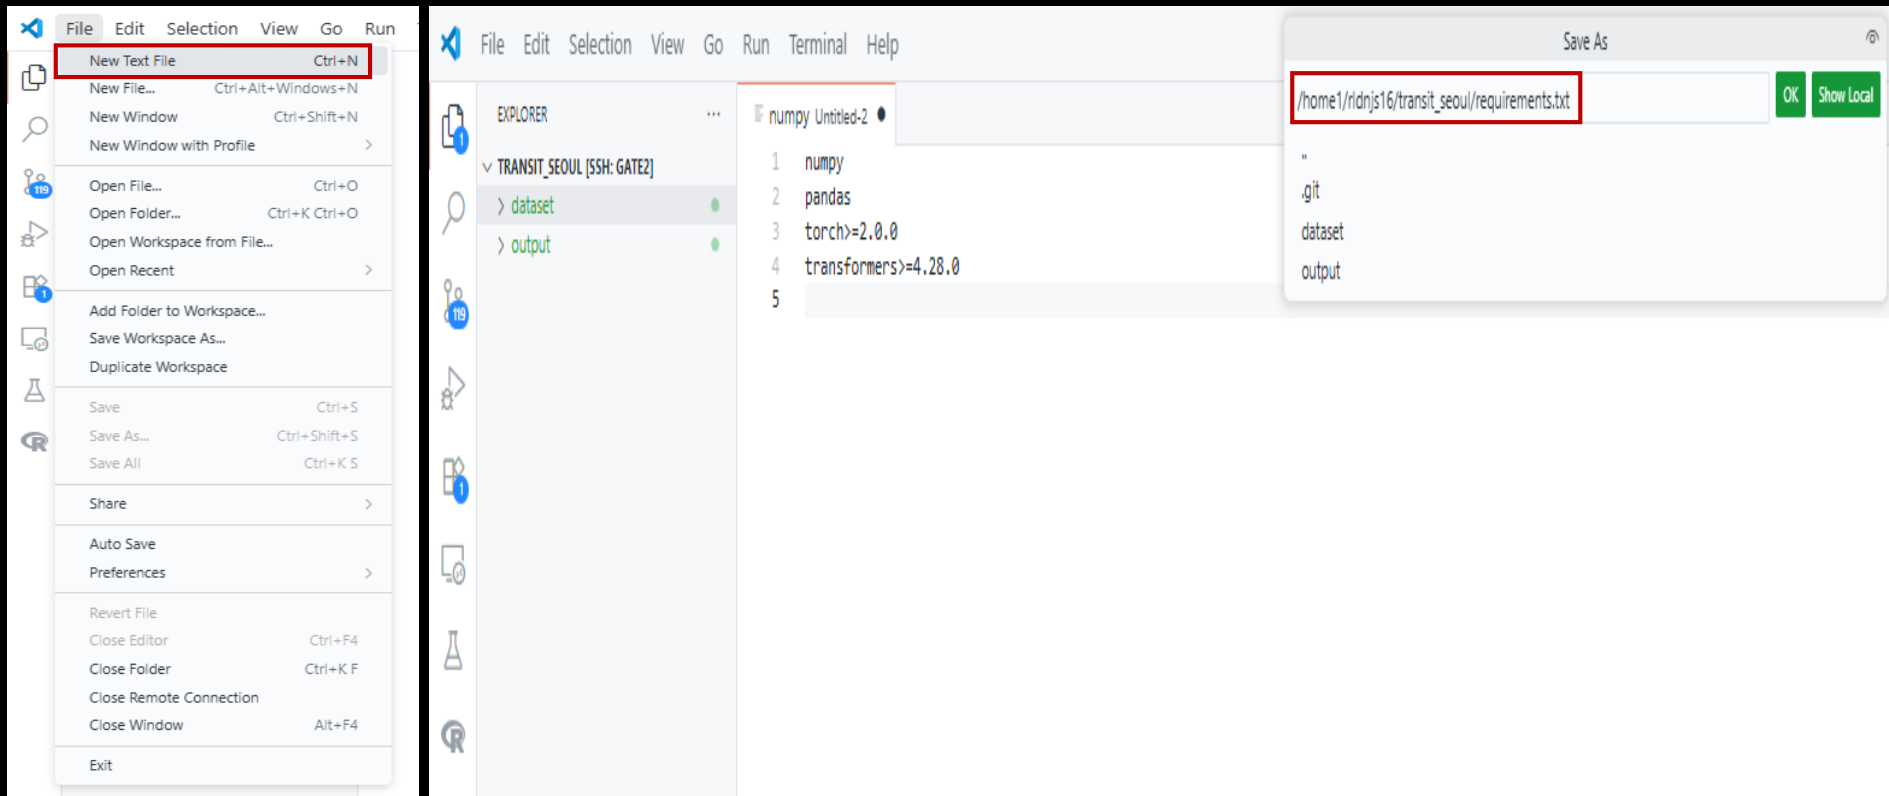 File Edit Selection View Go Run
New Text File Ctrl+N
New File... Ctrl+Alt+Windows+N
New Window Ctrl+Shift+N
New Window with Profile
Open File... Ctrl+O
Open Folder... Ctrl+K Ctrl+O
Open Workspace from File...
Open Recent
Add Folder to Workspace...
Save Workspace As...
Duplicate Workspace
Save Ctrl+S
Save As... Ctrl+Shift+S
Save All Ctrl+K S
Share
Auto Save
Preferences
Revert File
Close Editor Ctrl+F4
Close Folder Ctrl+K F
Close Remote Connection
Close Window Alt+F4
Exit
119
1
R
File Edit Selection View Go Run Terminal Help
1
119
1
R
EXPLORER ...
TRANSIT_SEOUL [SSH: GATE2]
dataset
output
numpy Untitled-2
1 numpy
2 pandas
3 torch>=2.0.0
4 transformers>=4.28.0
5
Save As
/home1/rldnjs16/transit_seoul/requirements.txt OK Show Local
..
.git
dataset
output